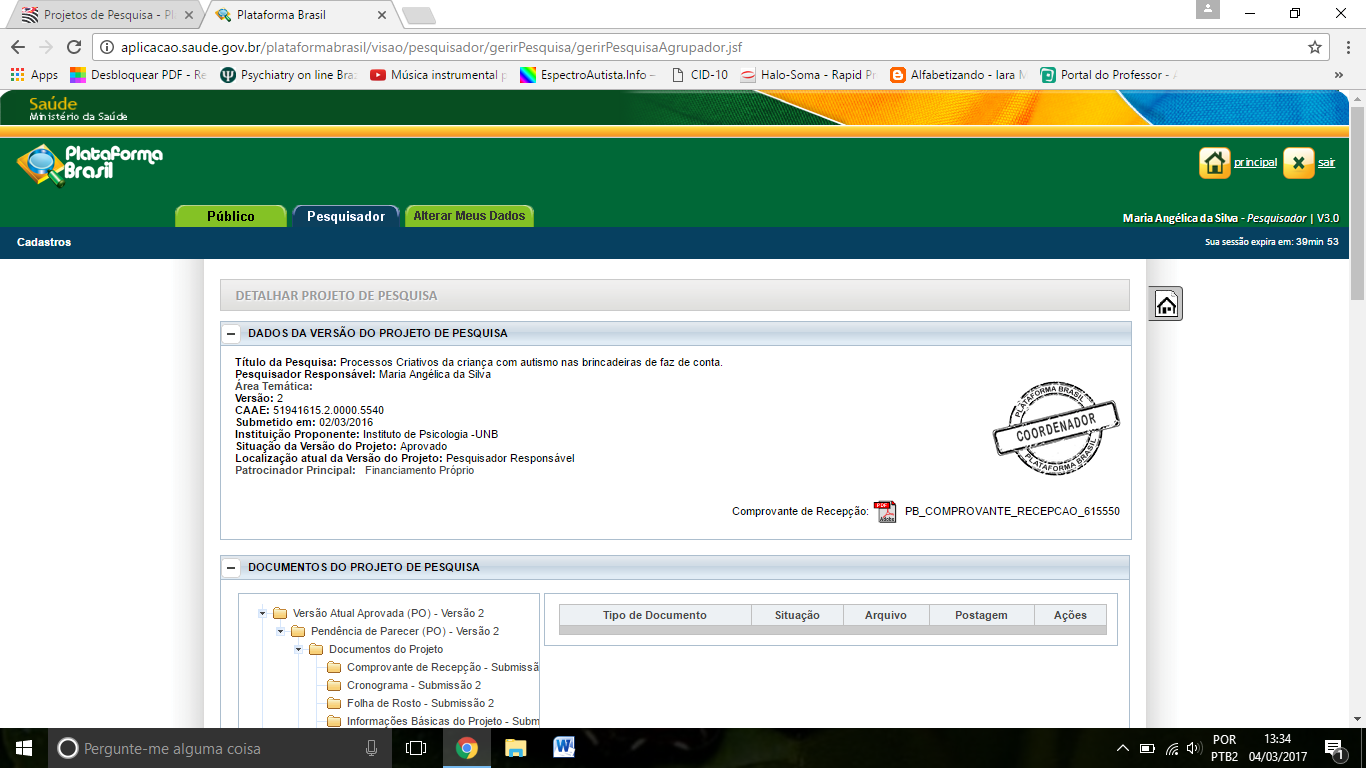 Projetos de Pesquisa - Pl
Plataforma Brasil
aplicacao.saude.gov.br/plataformabrasil/visao/pesquisador/gerirPesquisa/gerirPesquisaAgrupador.jsf
Apps
Desbloquear PDF - Re
Psychiatry on line Bra
Música instrumental p
EspectroAutista.Info –
CID-10
Halo-Soma - Rapid Pr
Alfabetizando - Iara M
Portal do Professor - A
»
Saúde
Ministério da Saúde
Plataforma
Brasil
principal
sair
Público
Pesquisador
Alterar Meus Dados
Maria Angélica da Silva - Pesquisador | V3.0
Cadastros
Sua sessão expira em: 39min 53
DETALHAR PROJETO DE PESQUISA
DADOS DA VERSÃO DO PROJETO DE PESQUISA
Título da Pesquisa: Processos Criativos da criança com autismo nas brincadeiras de faz de conta.
Pesquisador Responsável: Maria Angélica da Silva
Área Temática:
Versão: 2
CAAE: 51941615.2.0000.5540
Submetido em: 02/03/2016
Instituição Proponente: Instituto de Psicologia -UNB
Situação da Versão do Projeto: Aprovado
Localização atual da Versão do Projeto: Pesquisador Responsável
Patrocinador Principal: Financiamento Próprio
PLATAFORMA BRASIL
COORDENADOR
PLATAFORMA BRASIL
Comprovante de Recepção:
PDF
Adobe
PB_COMPROVANTE_RECEPCAO_615550
DOCUMENTOS DO PROJETO DE PESQUISA
Versão Atual Aprovada (PO) - Versão 2
Pendência de Parecer (PO) - Versão 2
Documentos do Projeto
Comprovante de Recepção - Submissã
Cronograma - Submissão 2
Folha de Rosto - Submissão 2
Informações Básicas do Projeto - Subm
Tipo de Documento
Situação
Arquivo
Postagem
Ações
Pergunte-me alguma coisa
POR
PTB2
13:34
04/03/2017
1